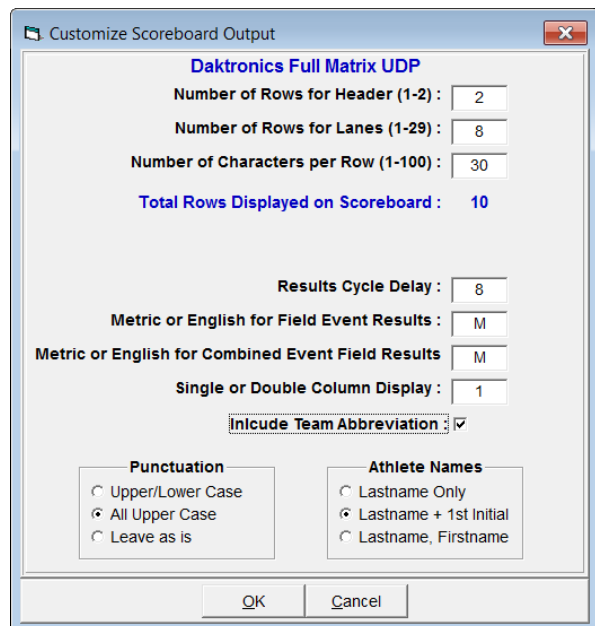 Customize Scoreboard Output
Daktronics Full Matrix UDP
Number of Rows for Header (1-2) : 2
Number of Rows for Lanes (1-29) : 8
Number of Characters per Row (1-100) : 30
Total Rows Displayed on Scoreboard : 10
Results Cycle Delay : 8
Metric or English for Field Event Results : M
Metric or English for Combined Event Field Results M
Single or Double Column Display : 1
Inlcude Team Abbreviation :
Punctuation
Upper/Lower Case
All Upper Case
Leave as is
Athlete Names
Lastname Only
Lastname + 1st Initial
Lastname, Firstname
OK Cancel